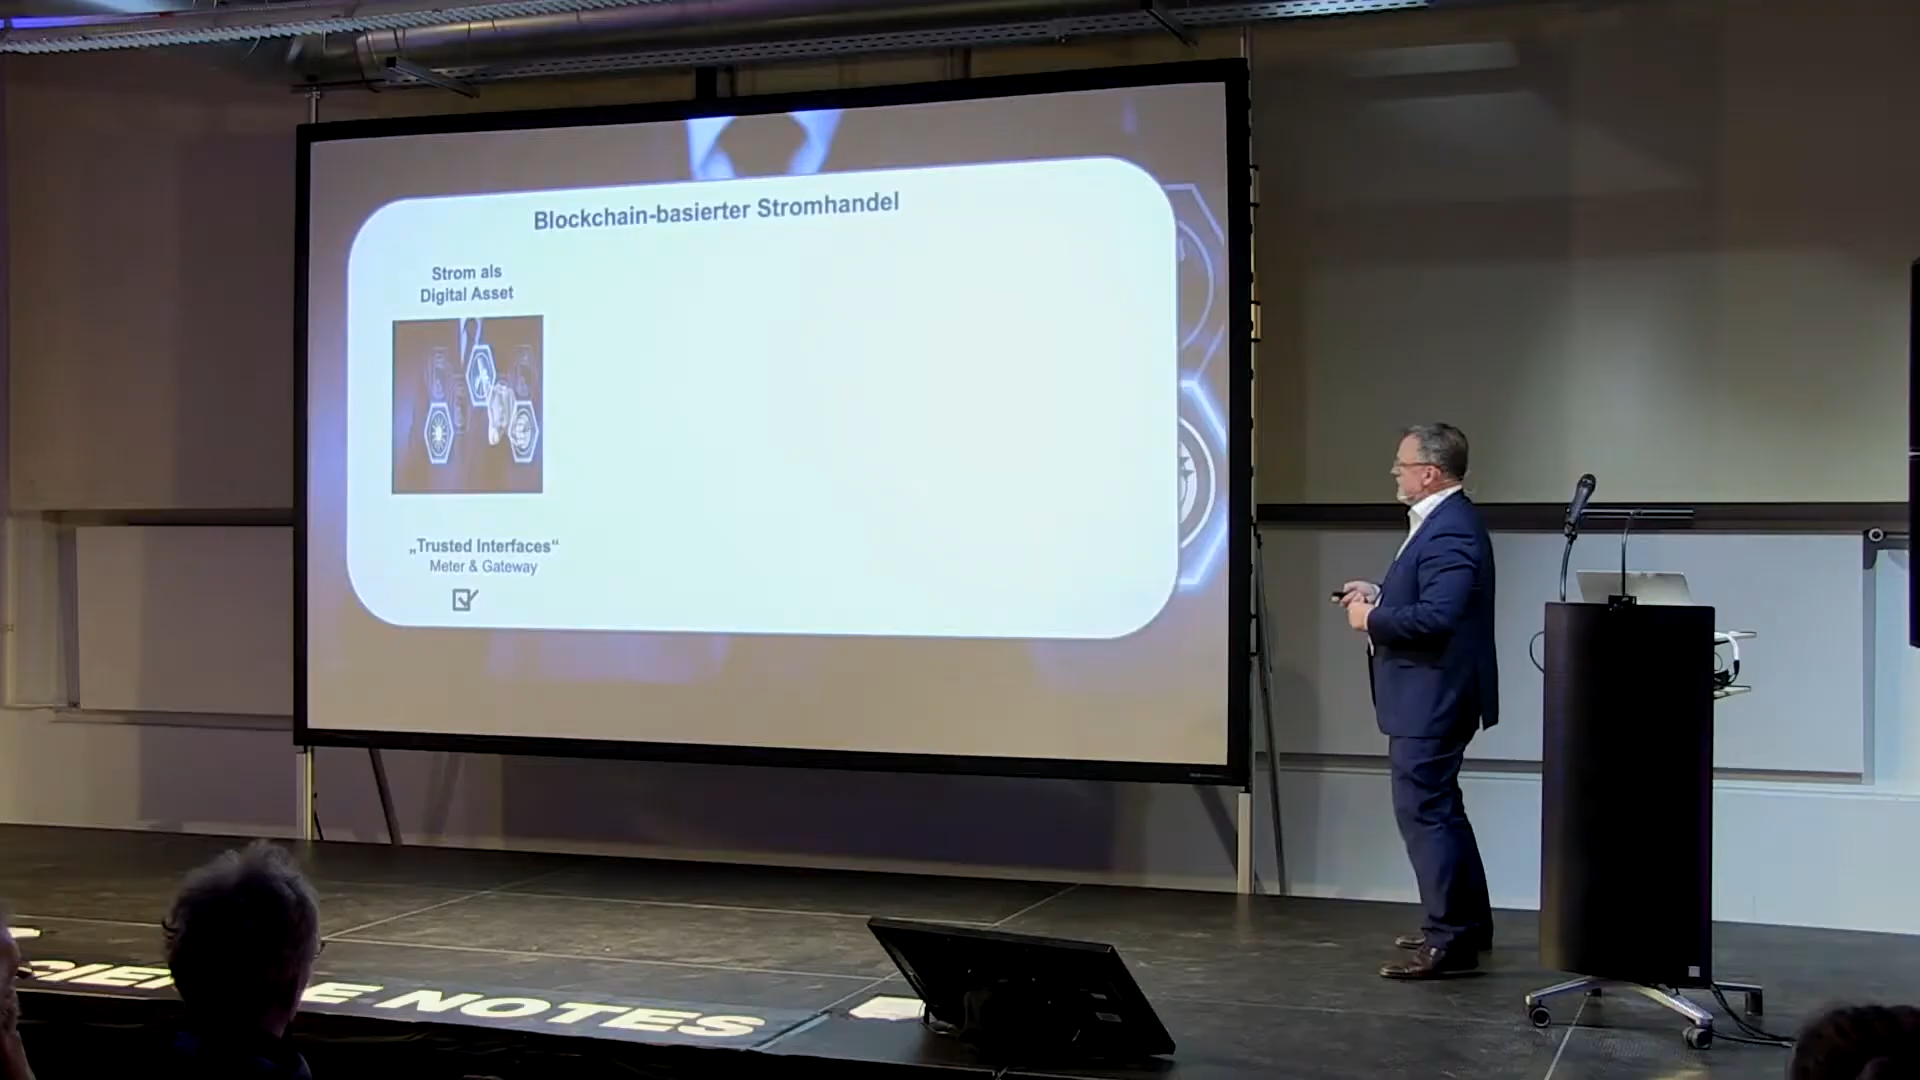 Blockchain-basierter Stromhandel
Strom als
Digital Asset
„Trusted Interfaces“
Meter & Gateway
NOTES